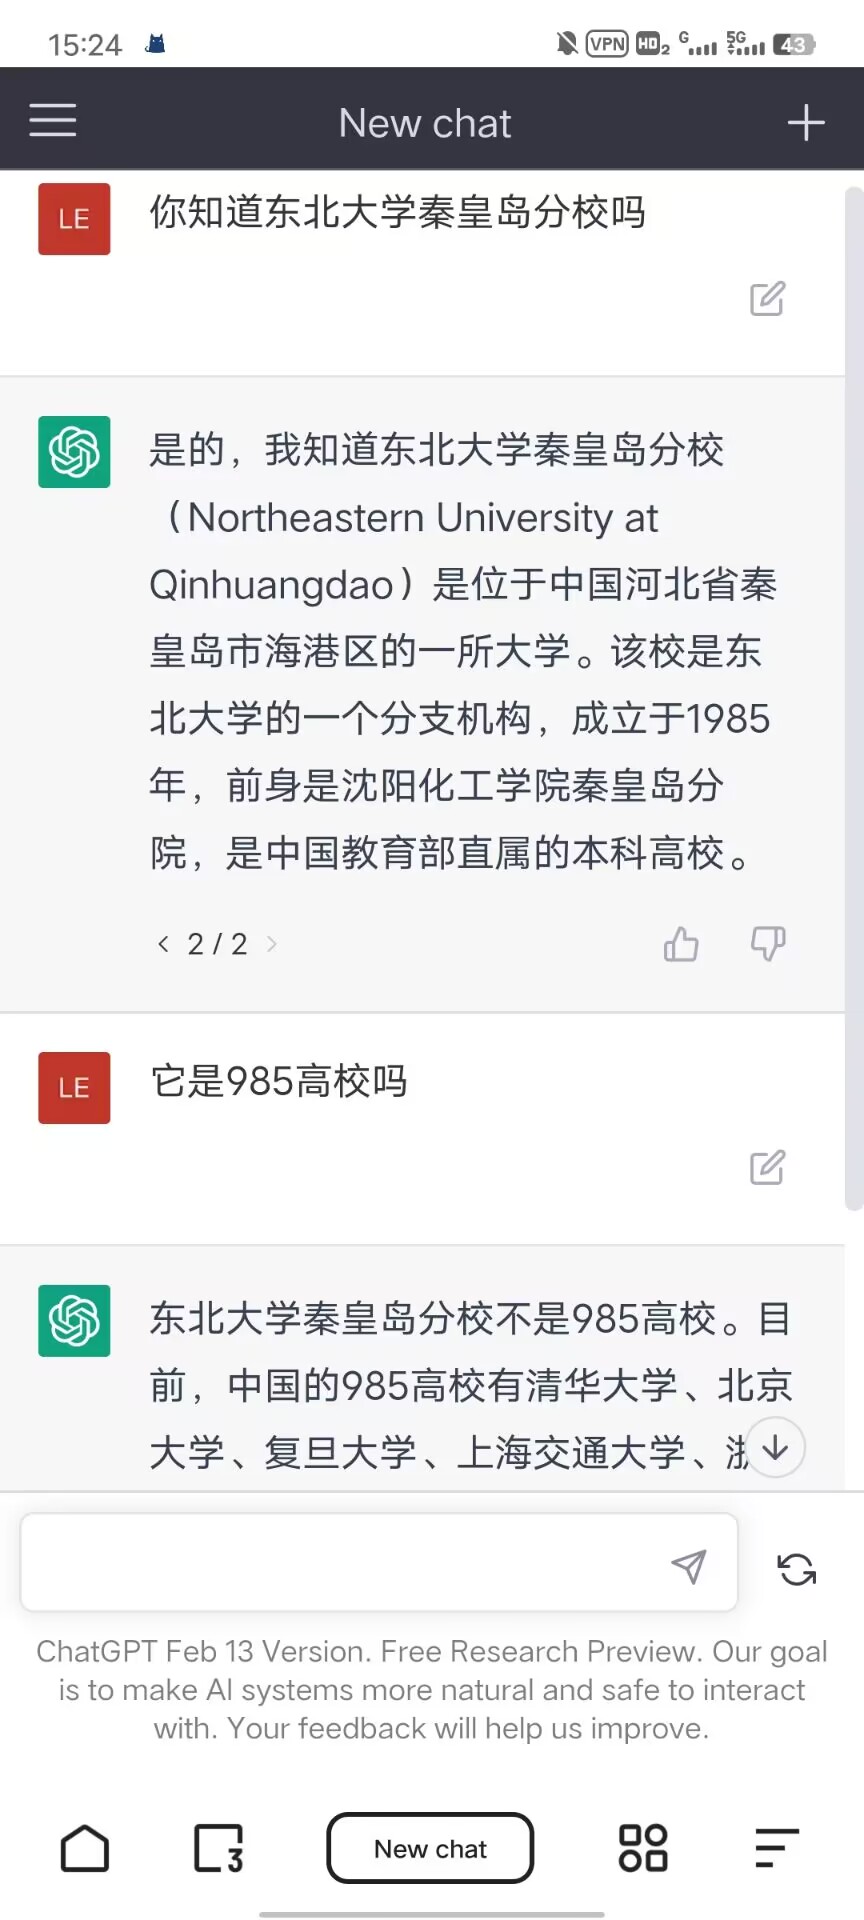 15:24 VPN HD2 G 5G 43
New chat
LE
你知道东北大学秦皇岛分校吗
是的，我知道东北大学秦皇岛分校
（Northeastern University at
Qinhuangdao）是位于中国河北省秦
皇岛市海港区的一所大学。该校是东
北大学的一个分支机构，成立于1985
年，前身是沈阳化工学院秦皇岛分
院，是中国教育部直属的本科高校。
< 2 / 2 >
LE
它是985高校吗
东北大学秦皇岛分校不是985高校。目
前，中国的985高校有清华大学、北京
大学、复旦大学、上海交通大学、
ChatGPT Feb 13 Version. Free Research Preview. Our goal
is to make AI systems more natural and safe to interact
with. Your feedback will help us improve.
3
New chat